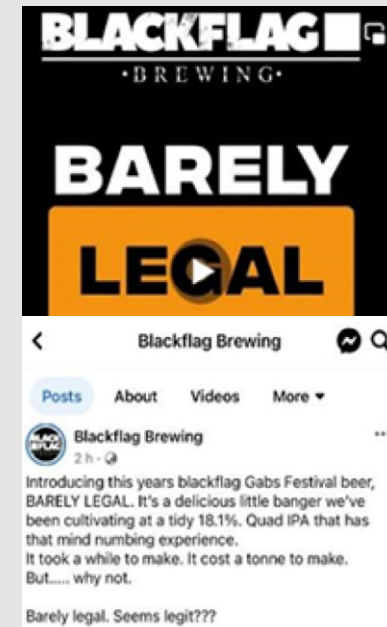 BLACKFLAG
•BREWING•
BARELY
LEGAL
Blackflag Brewing
Posts About Videos More
Blackflag Brewing
2 h
Introducing this years blackflag Gabs Festival beer,
BARELY LEGAL. It's a delicious little banger we've
been cultivating at a tidy 18.1%. Quad IPA that has
that mind numbing experience.
It took a while to make. It cost a tonne to make.
But..... why not.
Barely legal. Seems legit???